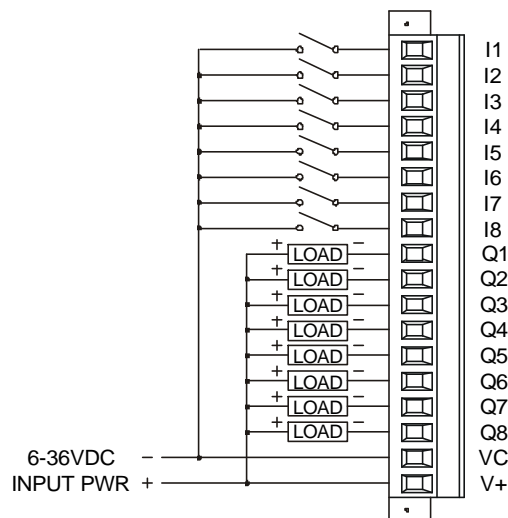 I1
I2
I3
I4
I5
I6
I7
I8
+ LOAD − Q1
+ LOAD − Q2
+ LOAD − Q3
+ LOAD − Q4
+ LOAD − Q5
+ LOAD − Q6
+ LOAD − Q7
+ LOAD − Q8
6-36VDC − VC
INPUT PWR + V+